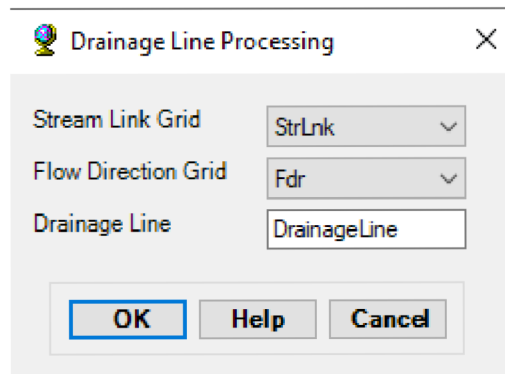 Drainage Line Processing
Stream Link Grid StrLnk
Flow Direction Grid Fdr
Drainage Line DrainageLine
OK Help Cancel